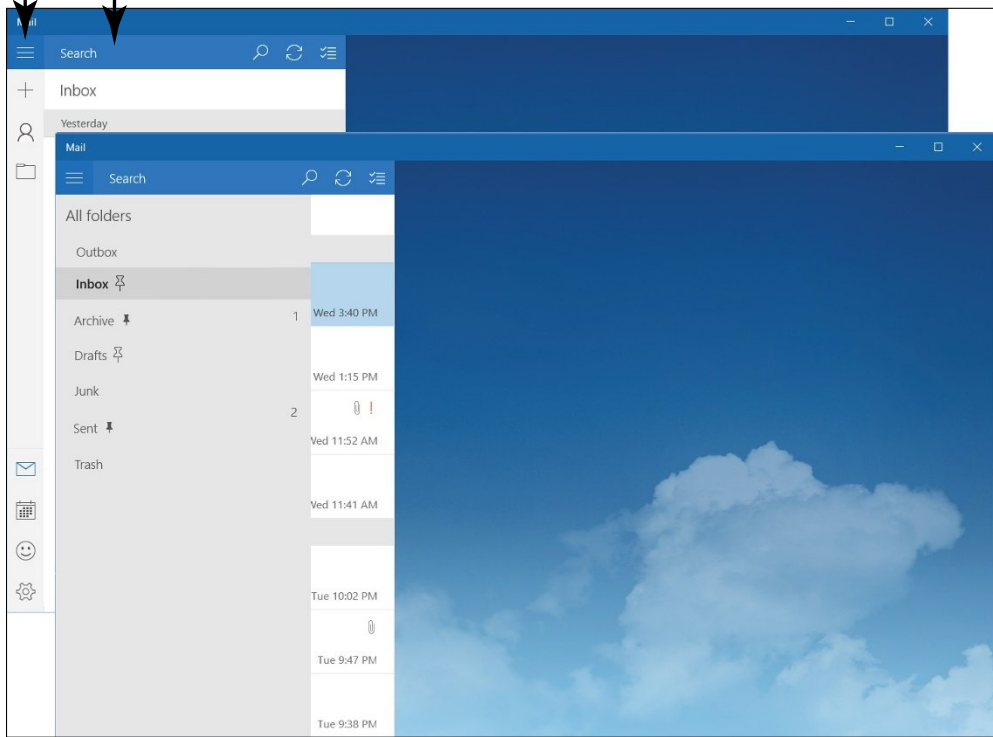 Mail
Search
Inbox
Yesterday
Mail
Search
All folders
Outbox
Inbox
Archive 1
Drafts
Junk
Sent 2
Trash
Wed 3:40 PM
Wed 1:15 PM
!
Wed 11:52 AM
Wed 11:41 AM
Tue 10:02 PM
Tue 9:47 PM
Tue 9:38 PM